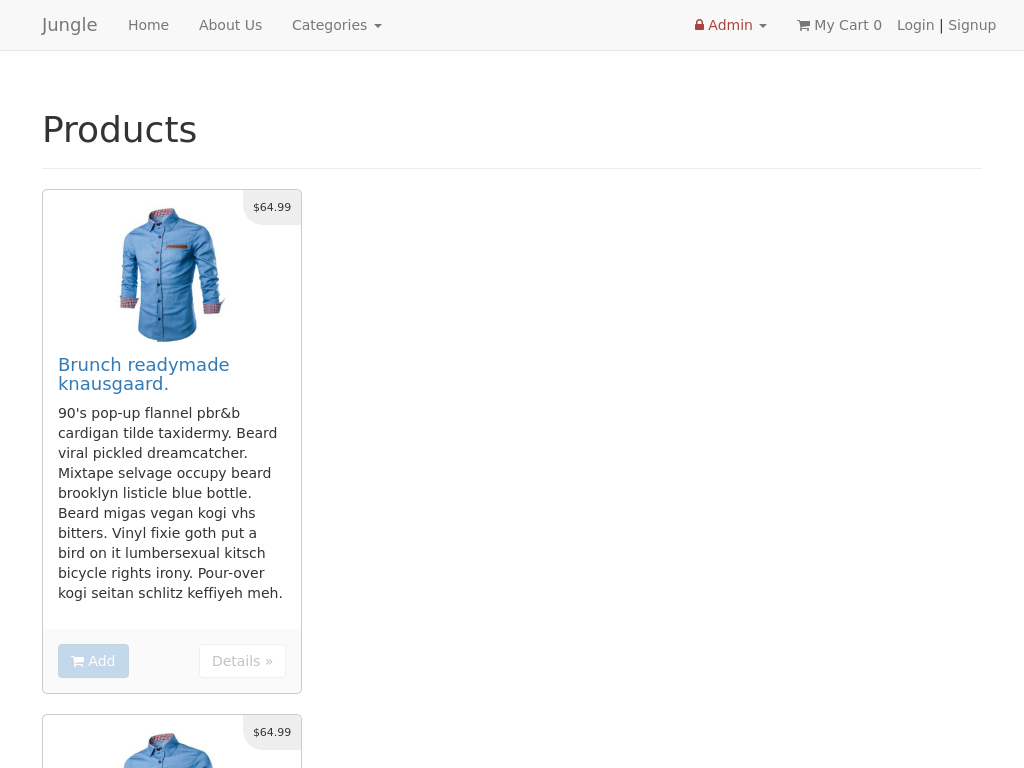 Jungle Home About Us Categories Admin My Cart 0 Login | Signup
Products
$64.99
Brunch readymade
knausgaard.
90's pop-up flannel pbr&b
cardigan tilde taxidermy. Beard
viral pickled dreamcatcher.
Mixtape selvage occupy beard
brooklyn listicle blue bottle.
Beard migas vegan kogi vhs
bitters. Vinyl fixie goth put a
bird on it lumbersexual kitsch
bicycle rights irony. Pour-over
kogi seitan schlitz keffiyeh meh.
Add Details »
$64.99